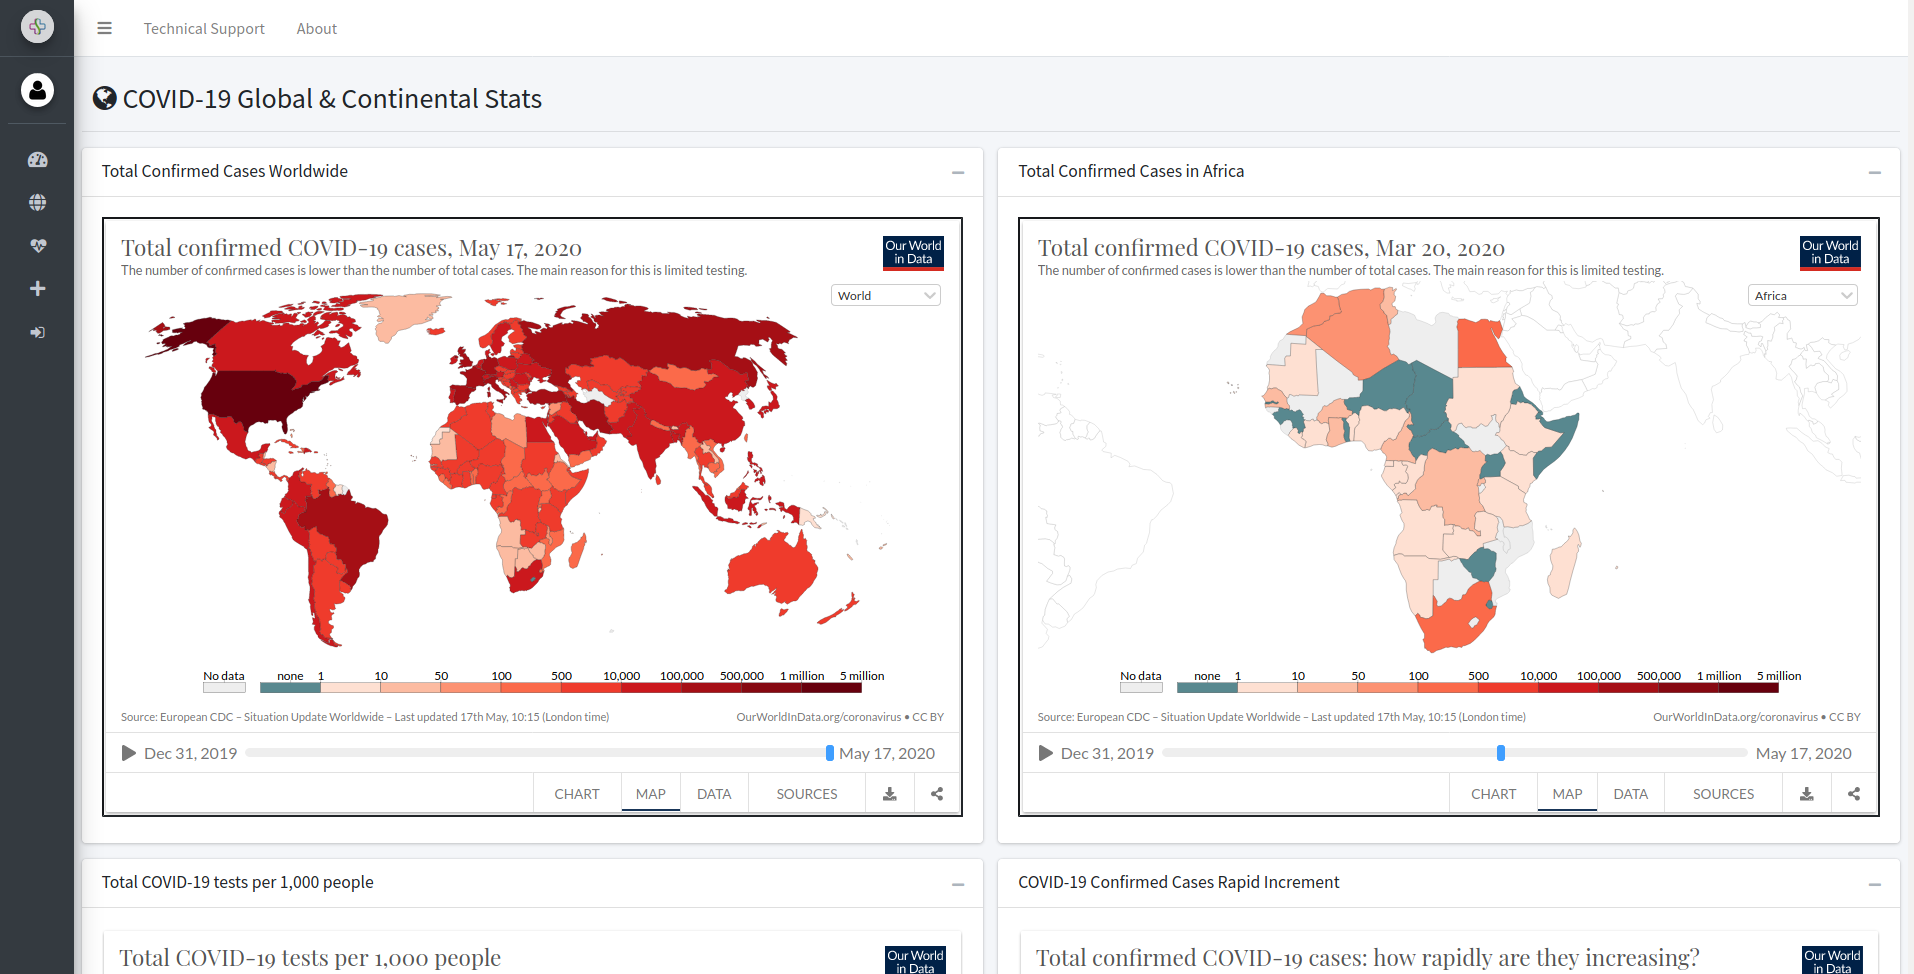 Technical Support About
COVID-19 Global & Continental Stats
Total Confirmed Cases Worldwide
Total confirmed COVID-19 cases, May 17, 2020
Our World
in Data
The number of confirmed cases is lower than the number of total cases. The main reason for this is limited testing.
World
No data none 1 10 50 100 500 10,000 100,000 500,000 1 million 5 million
Source: European CDC – Situation Update Worldwide – Last updated 17th May, 10:15 (London time) OurWorldInData.org/coronavirus • CC BY
Dec 31, 2019 May 17, 2020
CHART MAP DATA SOURCES
Total Confirmed Cases in Africa
Total confirmed COVID-19 cases, Mar 20, 2020
Our World
in Data
The number of confirmed cases is lower than the number of total cases. The main reason for this is limited testing.
Africa
No data none 1 10 50 100 500 10,000 100,000 500,000 1 million 5 million
Source: European CDC – Situation Update Worldwide – Last updated 17th May, 10:15 (London time) OurWorldInData.org/coronavirus • CC BY
Dec 31, 2019 May 17, 2020
CHART MAP DATA SOURCES
Total COVID-19 tests per 1,000 people
Total COVID-19 tests per 1,000 people
Our World
in Data
COVID-19 Confirmed Cases Rapid Increment
Total confirmed COVID-19 cases: how rapidly are they increasing?
Our World
in Data